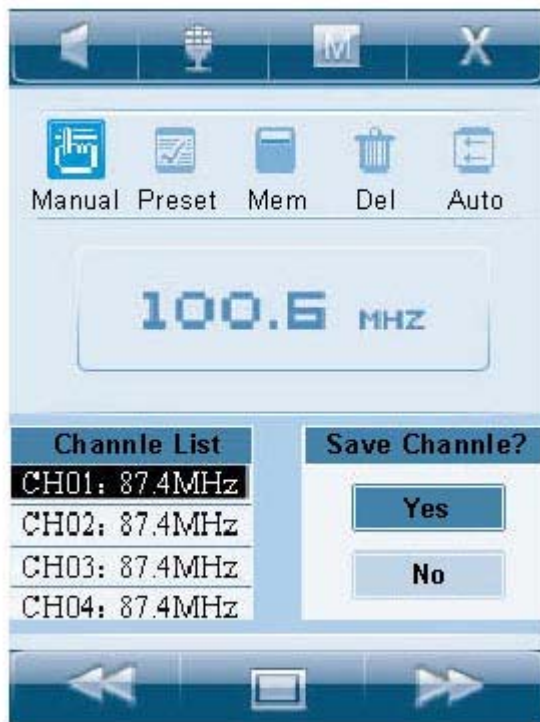 M X
Manual Preset Mem Del Auto
100.6 MHZ
Channle List
CH01: 87.4MHz
CH02: 87.4MHz
CH03: 87.4MHz
CH04: 87.4MHz
Save Channle?
Yes
No